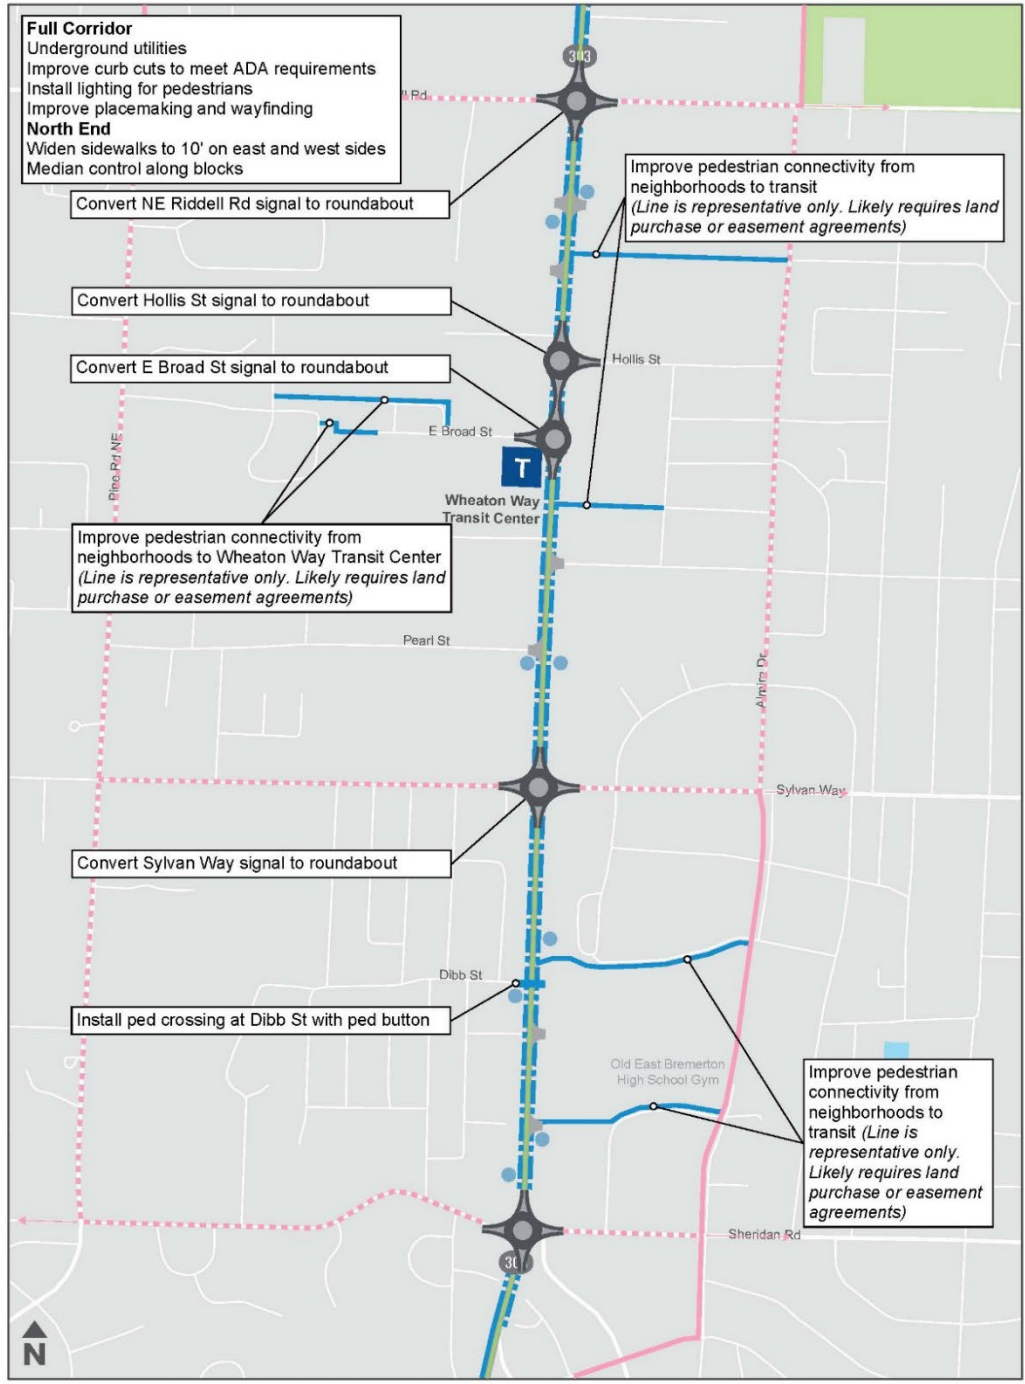 Full Corridor
Underground utilities
Improve curb cuts to meet ADA requirements
Install lighting for pedestrians
Improve placemaking and wayfinding
North End
Widen sidewalks to 10' on east and west sides
Median control along blocks
303
Rd
Convert NE Riddell Rd signal to roundabout
Improve pedestrian connectivity from
neighborhoods to transit
(Line is representative only. Likely requires land
purchase or easement agreements)
Convert Hollis St signal to roundabout
Hollis St
Convert E Broad St signal to roundabout
E Broad St
Pine Rd NE
T
Wheaton Way
Transit Center
Improve pedestrian connectivity from
neighborhoods to Wheaton Way Transit Center
(Line is representative only. Likely requires land
purchase or easement agreements)
Pearl St
Almira Dr
Sylvan Way
Convert Sylvan Way signal to roundabout
Dibb St
Install ped crossing at Dibb St with ped button
Old East Bremerton
High School Gym
Improve pedestrian
connectivity from
neighborhoods to
transit (Line is
representative only.
Likely requires land
purchase or easement
agreements)
Sheridan Rd
N